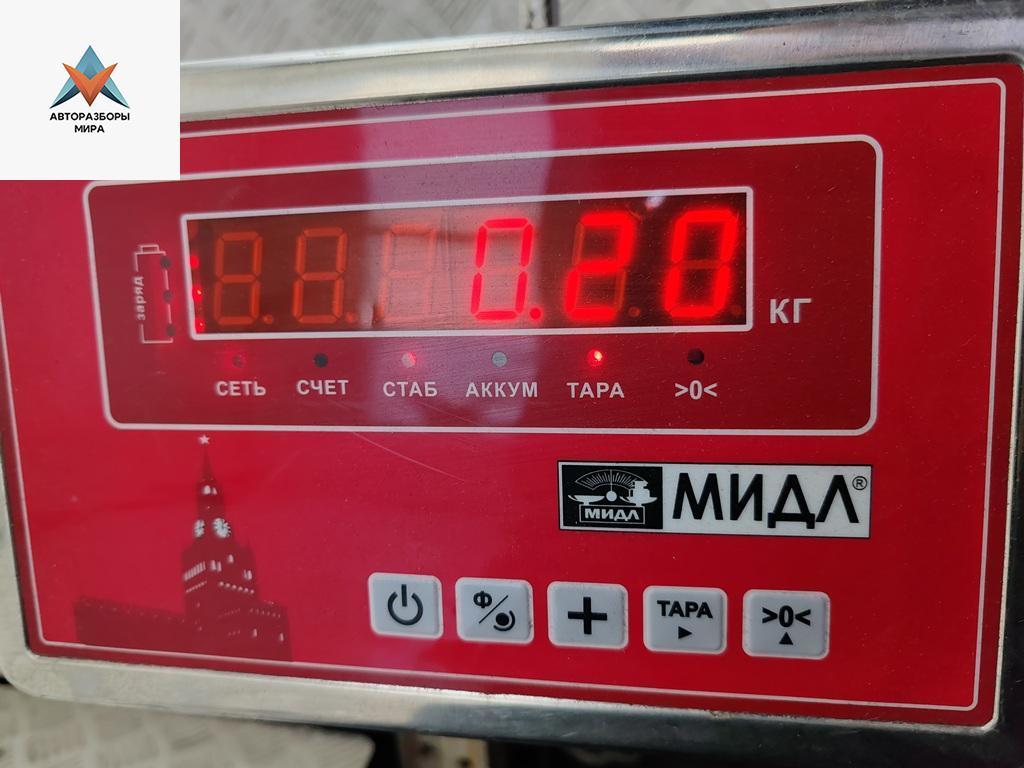 АВТОРАЗБОРЫ
МИРА
заряд
0.20
КГ
СЕТЬ СЧЕТ СТАБ АККУМ ТАРА >0<
МИДЛ
МИДЛ®
Ф/
+
ТАРА
>0<